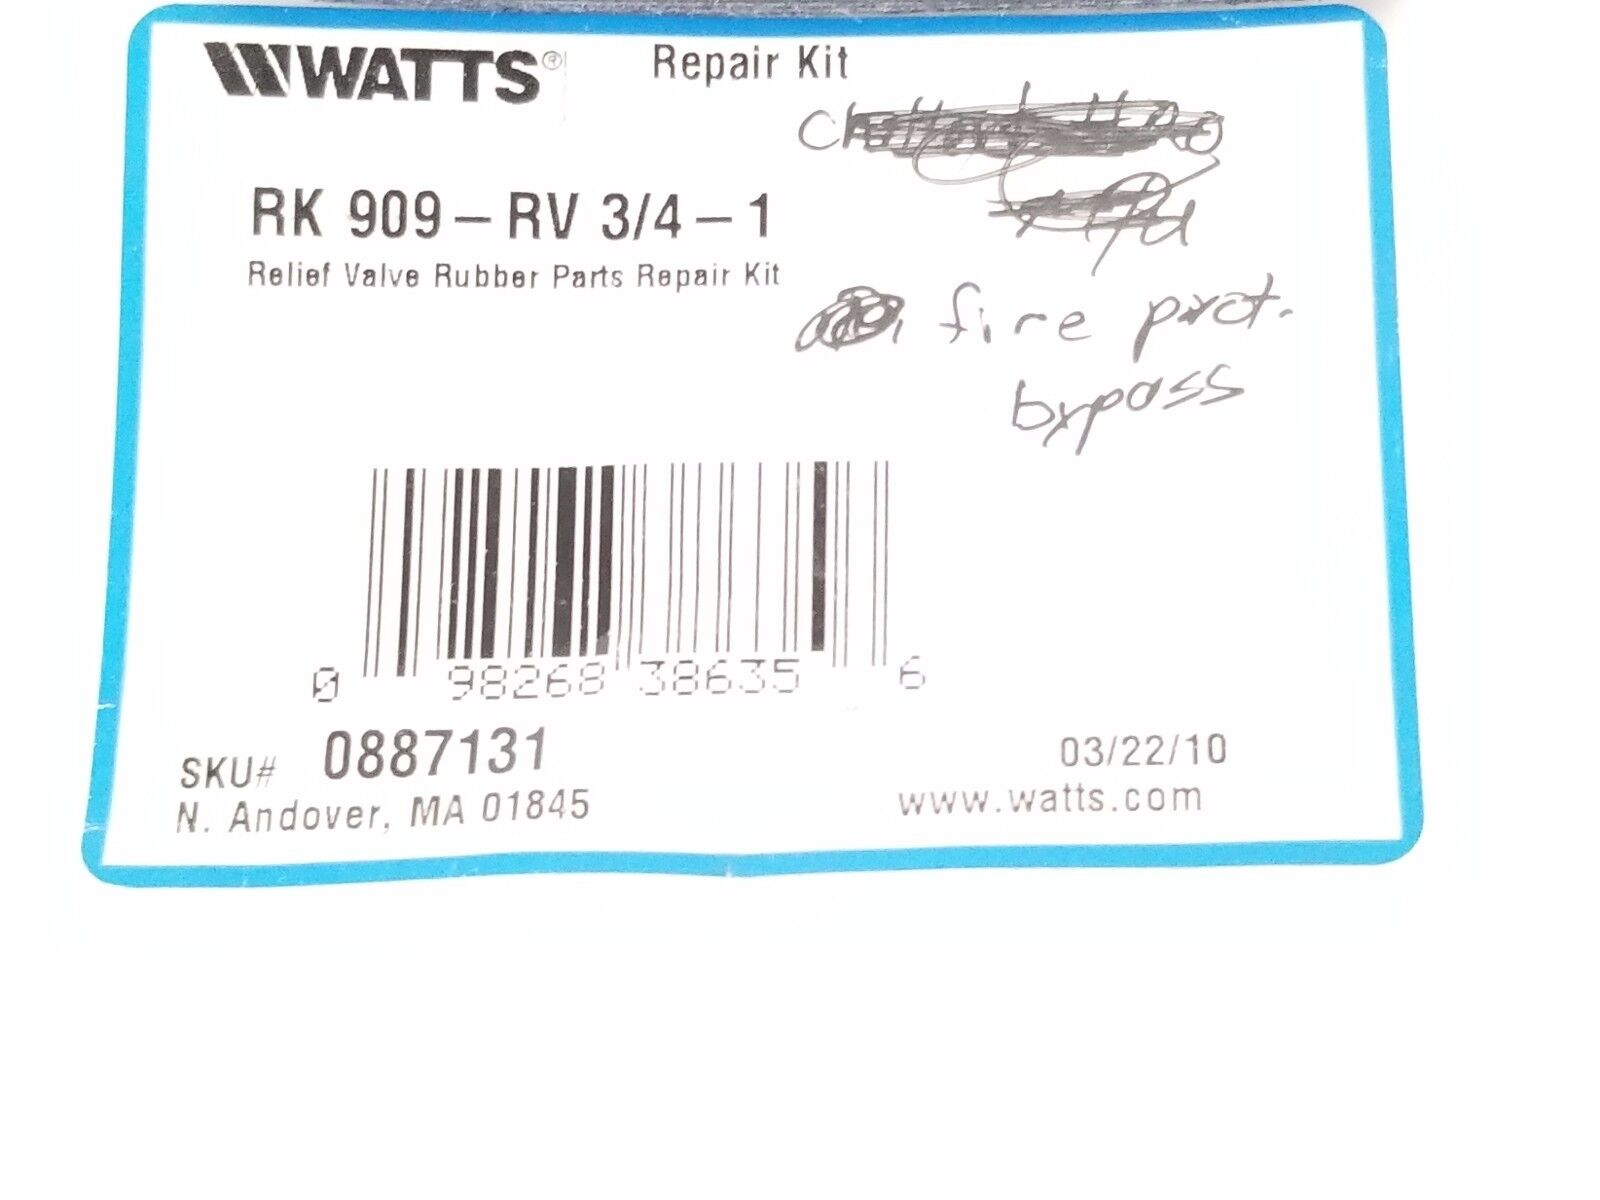 WATTS® Repair Kit
RK 909 – RV 3/4 – 1
Relief Valve Rubber Parts Repair Kit
fire prot.
bypass
0 98268 38635 6
SKU# 0887131 03/22/10
N. Andover, MA 01845 www.watts.com